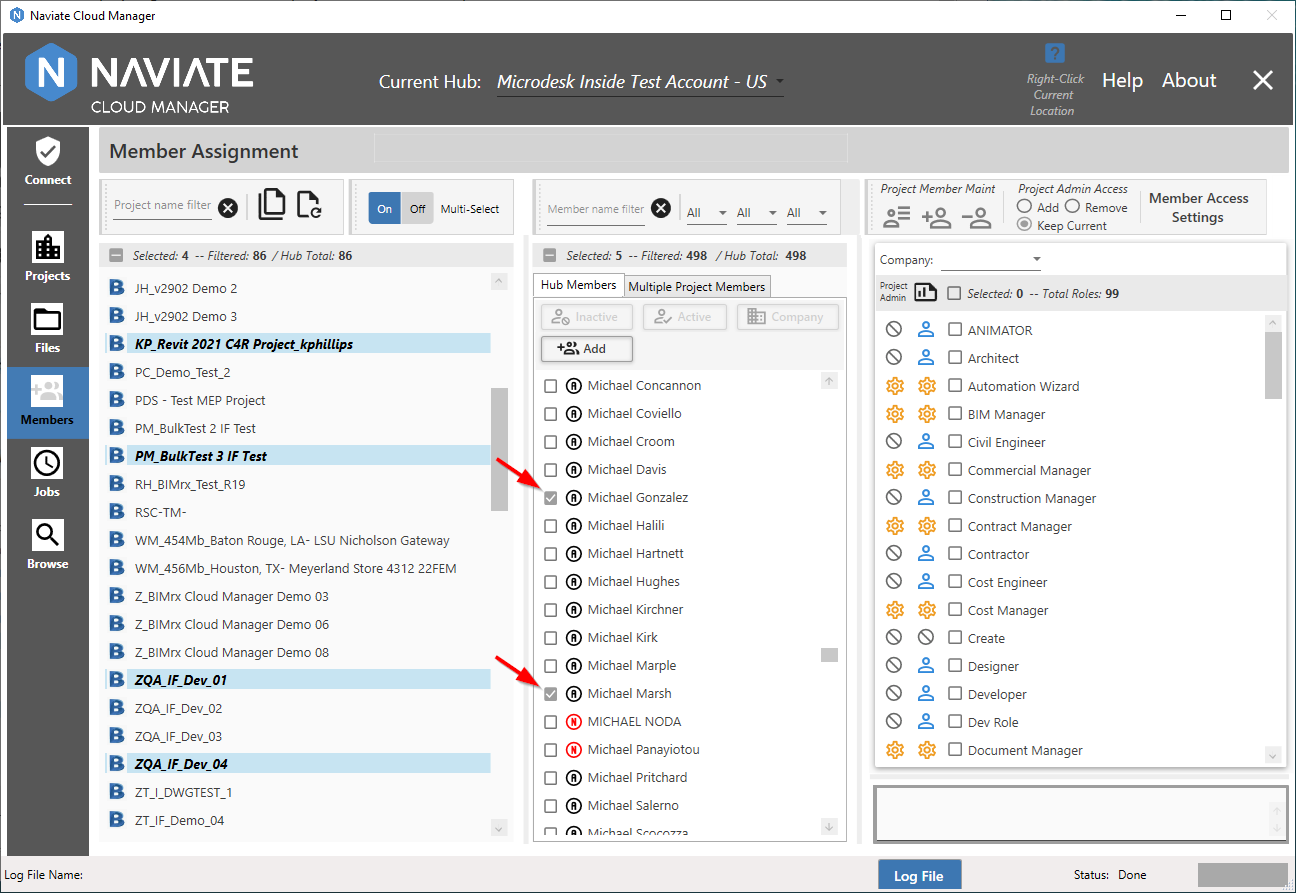 Naviate Cloud Manager
N NAVIATE
CLOUD MANAGER
Current Hub: Microdesk Inside Test Account - US
?
Right-Click
Current
Location
Help About
Connect
Projects
Files
Members
Jobs
Browse
Member Assignment
Project name filter
On Off Multi-Select
Member name filter
All All All
Project Member Maint
Project Admin Access
Add Remove
Keep Current
Member Access
Settings
Selected: 4 -- Filtered: 86 / Hub Total: 86
B JH_v2902 Demo 2
B JH_v2902 Demo 3
B KP_Revit 2021 C4R Project_kphillips
B PC_Demo_Test_2
B PDS - Test MEP Project
B PM_BulkTest 2 IF Test
B PM_BulkTest 3 IF Test
B RH_BIMrx_Test_R19
B RSC-TM-
B WM_454Mb_Baton Rouge, LA- LSU Nicholson Gateway
B WM_456Mb_Houston, TX- Meyerland Store 4312 22FEM
B Z_BIMrx Cloud Manager Demo 03
B Z_BIMrx Cloud Manager Demo 06
B Z_BIMrx Cloud Manager Demo 08
B ZQA_IF_Dev_01
B ZQA_IF_Dev_02
B ZQA_IF_Dev_03
B ZQA_IF_Dev_04
B ZT_I_DWGTEST_1
B ZT_IF_Demo_04
Selected: 5 -- Filtered: 498 / Hub Total: 498
Hub Members Multiple Project Members
Inactive Active Company
Add
A Michael Concannon
A Michael Coviello
A Michael Croom
A Michael Davis
A Michael Gonzalez
A Michael Halili
A Michael Hartnett
A Michael Hughes
A Michael Kirchner
A Michael Kirk
A Michael Marple
A Michael Marsh
N MICHAEL NODA
N Michael Panayiotou
A Michael Pritchard
A Michael Salerno
A Michael Scocozza
Company:
Project
Admin
Selected: 0 -- Total Roles: 99
ANIMATOR
Architect
Automation Wizard
BIM Manager
Civil Engineer
Commercial Manager
Construction Manager
Contract Manager
Contractor
Cost Engineer
Cost Manager
Create
Designer
Developer
Dev Role
Document Manager
Log File Name:
Log File
Status: Done